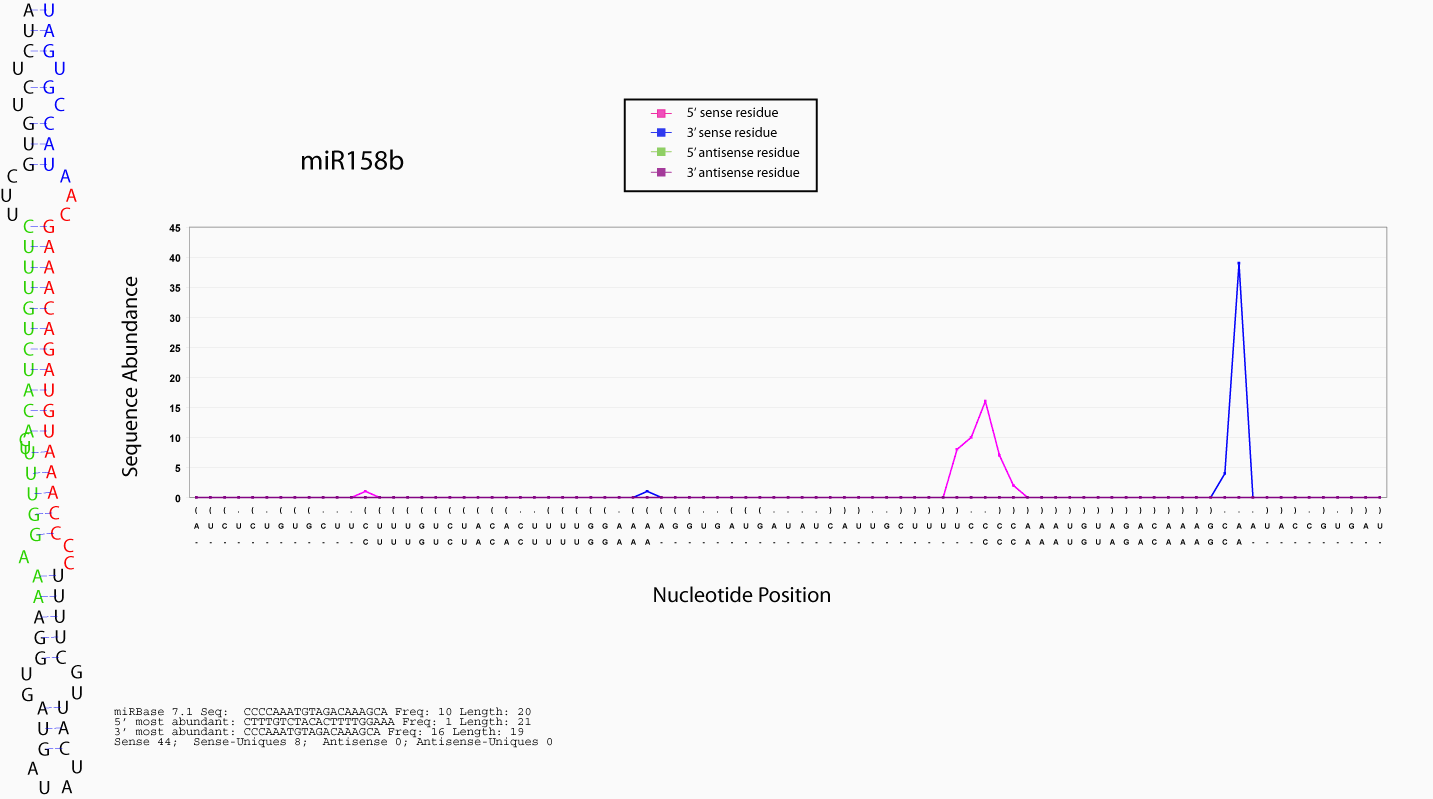 A U
U A
C G
U U
C G
U C
G C
U A
G U
C A
U A
U C
C G
U A
U A
U A
G C
U A
C G
U A
A U
C G
A U
C
U A
U A
U A
G C
G C
C
A C
A U
A U
A U
G U
G C
U G
G U
A U
U A
G C
A U
U A
miR158b
5’ sense residue
3’ sense residue
5’ antisense residue
3’ antisense residue
Sequence Abundance
45
40
35
30
25
20
15
10
5
0
( ( ( . ( . ( ( ( . . . ( ( ( ( ( ( ( ( ( ( ( . . ( ( ( ( ( . ( ( ( ( ( . . ( ( ( . . . . ) ) ) . . ) ) ) ) ) . . ) ) ) ) ) ) ) ) ) ) ) ) ) ) ) ) . . . ) ) ) . ) . ) ) )
A U C U C U G U G C U U C U U U G U C U A C A C U U U U G G A A A A G G U G A U G A U A U C A U U G C U U U U C C C C A A A U G U A G A C A A A G C A A U A C C G U G A U
- - - - - - - - - - - - C U U U G U C U A C A C U U U U G G A A A - - - - - - - - - - - - - - - - - - - - - - - C C C A A A U G U A G A C A A A G C A - - - - - - - - - -
Nucleotide Position
miRBase 7.1 Seq: CCCCAAATGTAGACAAAGCA Freq: 10 Length: 20
5’ most abundant: CTTTGTCTACACTTTTGGAAA Freq: 1 Length: 21
3’ most abundant: CCCAAATGTAGACAAAGCA Freq: 16 Length: 19
Sense 44; Sense-Uniques 8; Antisense 0; Antisense-Uniques 0